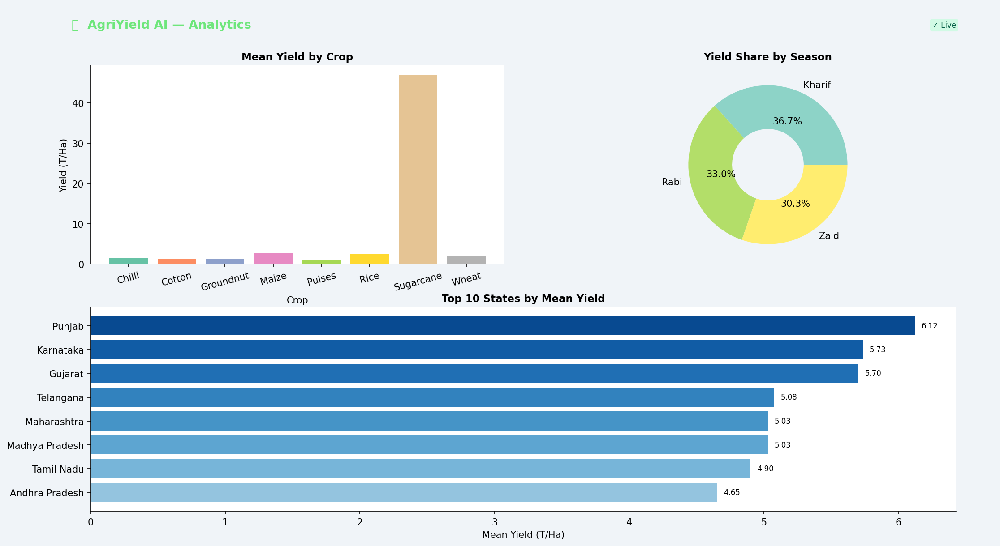 AgriYield AI — Analytics
✓ Live
Mean Yield by Crop
Yield (T/Ha)
40
30
20
10
0
Chilli
Cotton
Groundnut
Maize
Pulses
Rice
Sugarcane
Wheat
Crop
Yield Share by Season
Kharif
36.7%
Rabi
33.0%
Zaid
30.3%
Top 10 States by Mean Yield
Punjab 6.12
Karnataka 5.73
Gujarat 5.70
Telangana 5.08
Maharashtra 5.03
Madhya Pradesh 5.03
Tamil Nadu 4.90
Andhra Pradesh 4.65
0 1 2 3 4 5 6
Mean Yield (T/Ha)